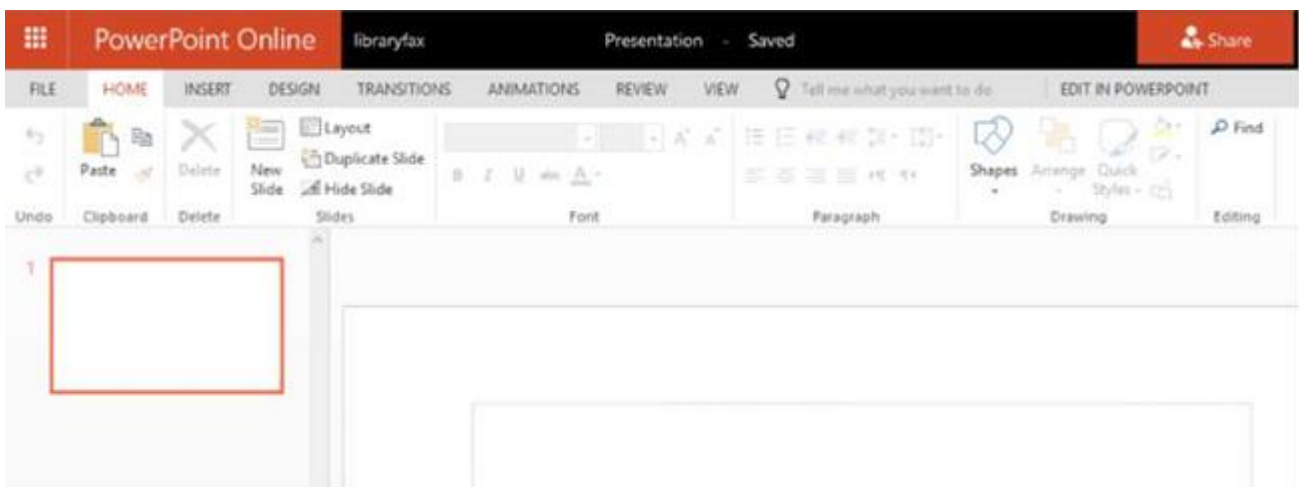 PowerPoint Online libraryfax Presentation - Saved Share
FILE HOME INSERT DESIGN TRANSITIONS ANIMATIONS REVIEW VIEW Tell me what you want to do EDIT IN POWERPOINT
Paste Delete New Slide Layout Duplicate Slide Hide Slide B I U abc A Shapes Arrange Quick Styles Find
Undo Clipboard Delete Slides Font Paragraph Drawing Editing
1